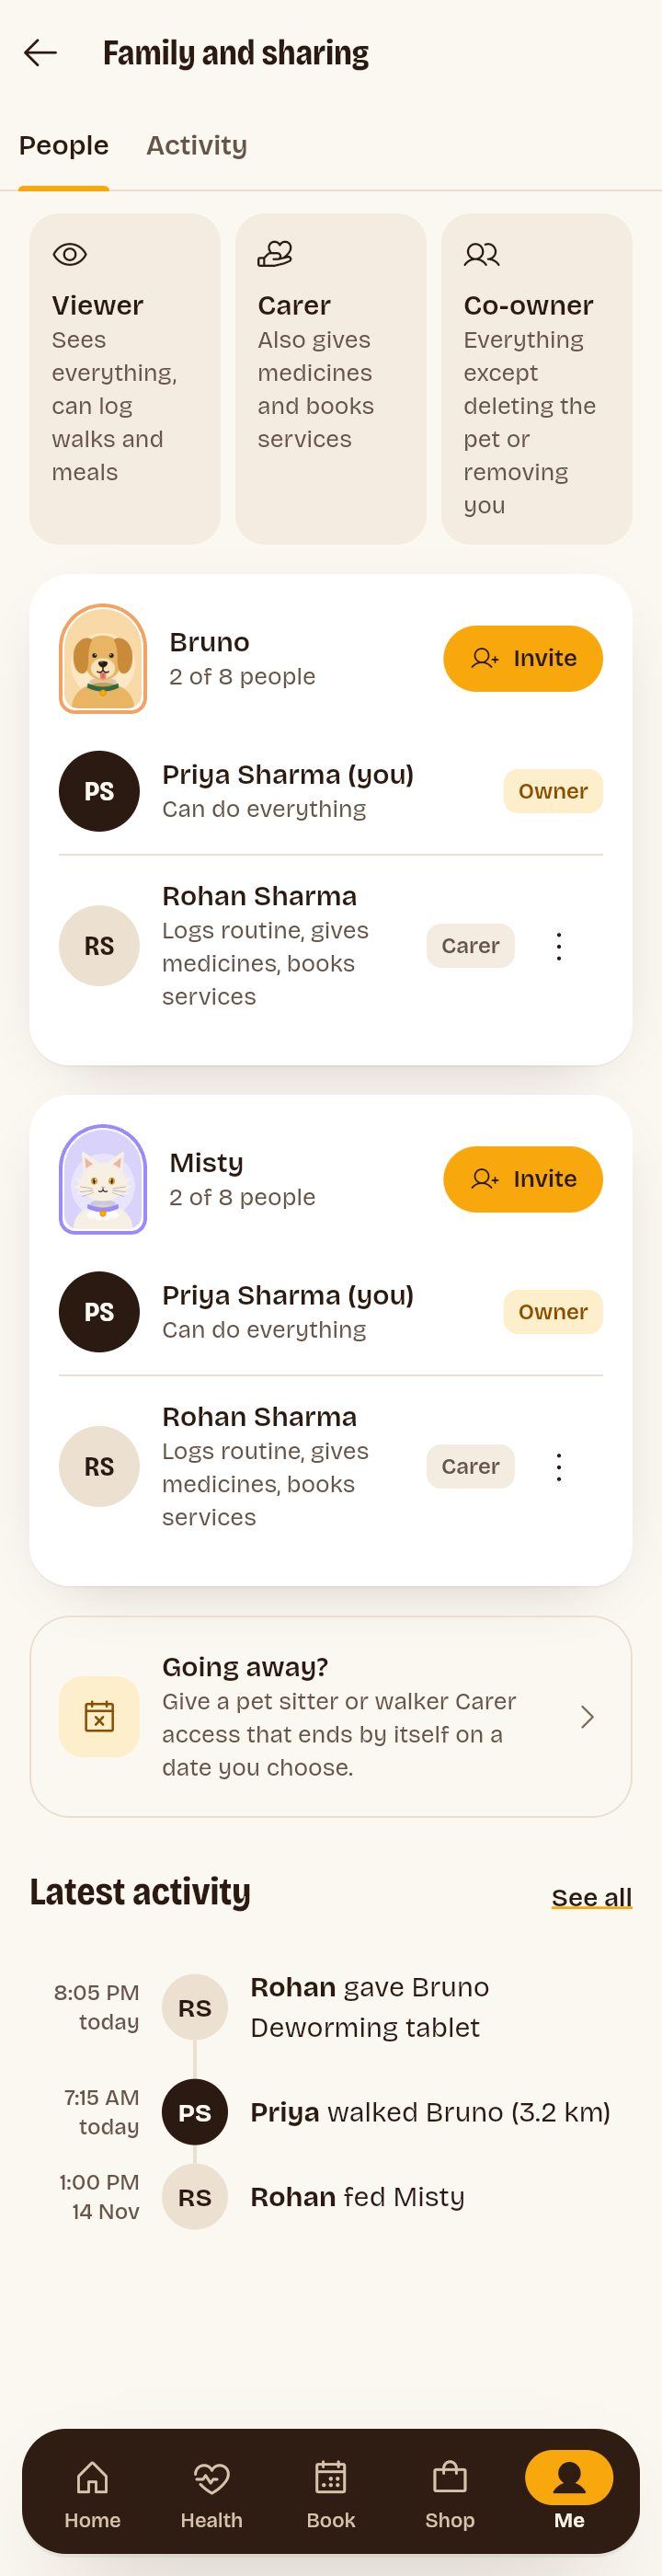 Family and sharing
People
Activity
Viewer
Sees
everything,
can log
walks and
meals
Carer
Also gives
medicines
and books
services
Co-owner
Everything
except
deleting the
pet or
removing
you
Bruno
2 of 8 people
Invite
PS
Priya Sharma (you)
Can do everything
Owner
RS
Rohan Sharma
Logs routine, gives
medicines, books
services
Carer
Misty
2 of 8 people
Invite
PS
Priya Sharma (you)
Can do everything
Owner
RS
Rohan Sharma
Logs routine, gives
medicines, books
services
Carer
Going away?
Give a pet sitter or walker Carer
access that ends by itself on a
date you choose.
Latest activity
See all
8:05 PM
today
RS
Rohan gave Bruno
Deworming tablet
7:15 AM
today
PS
Priya walked Bruno (3.2 km)
1:00 PM
14 Nov
RS
Rohan fed Misty
Home
Health
Book
Shop
Me